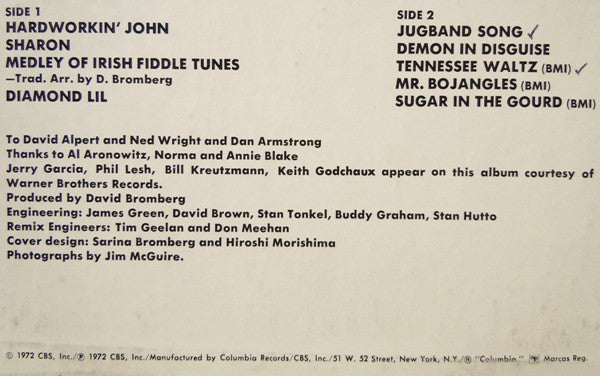 SIDE 1
HARDWORKIN' JOHN
SHARON
MEDLEY OF IRISH FIDDLE TUNES
—Trad. Arr. by D. Bromberg
DIAMOND LIL
SIDE 2
JUGBAND SONG ✓
DEMON IN DISGUISE
TENNESSEE WALTZ (BMI) ✓
MR. BOJANGLES (BMI)
SUGAR IN THE GOURD (BMI)
To David Alpert and Ned Wright and Dan Armstrong
Thanks to Al Aronowitz, Norma and Annie Blake
Jerry Garcia, Phil Lesh, Bill Kreutzmann, Keith Godchaux appear on this album courtesy of
Warner Brothers Records.
Produced by David Bromberg
Engineering: James Green, David Brown, Stan Tonkel, Buddy Graham, Stan Hutto
Remix Engineers: Tim Geelan and Don Meehan
Cover design: Sarina Bromberg and Hiroshi Morishima
Photographs by Jim McGuire.
© 1972 CBS, Inc./℗ 1972 CBS, Inc./Manufactured by Columbia Records/CBS, Inc./51 W. 52 Street, New York, N.Y./® "Columbia," Marcas Reg.